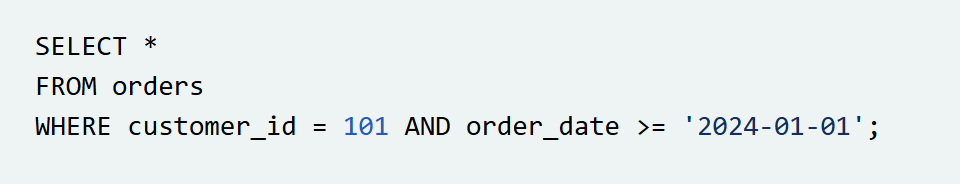 SELECT *
FROM orders
WHERE customer_id = 101 AND order_date >= '2024-01-01';